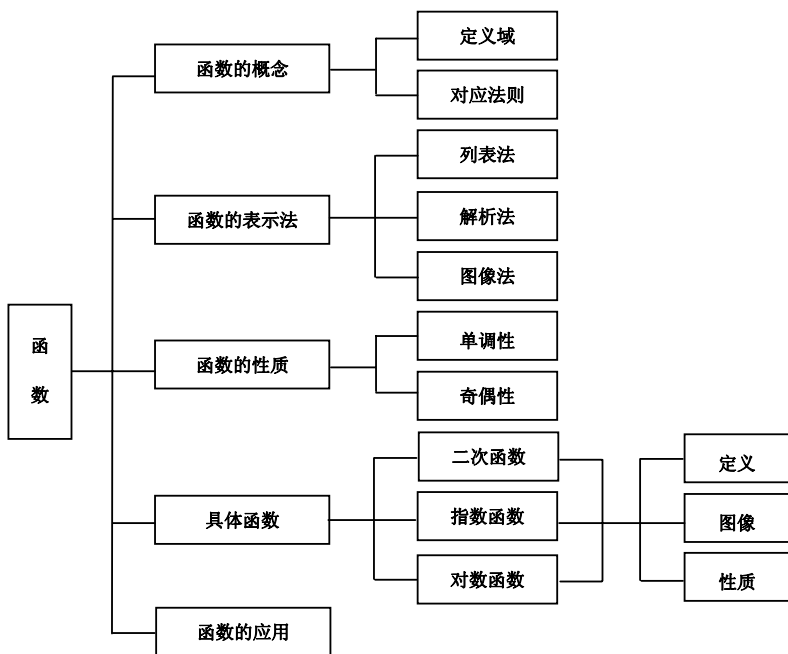 函数
函数的概念
定义域
对应法则
函数的表示法
列表法
解析法
图像法
函数的性质
单调性
奇偶性
具体函数
二次函数
指数函数
对数函数
定义
图像
性质
函数的应用